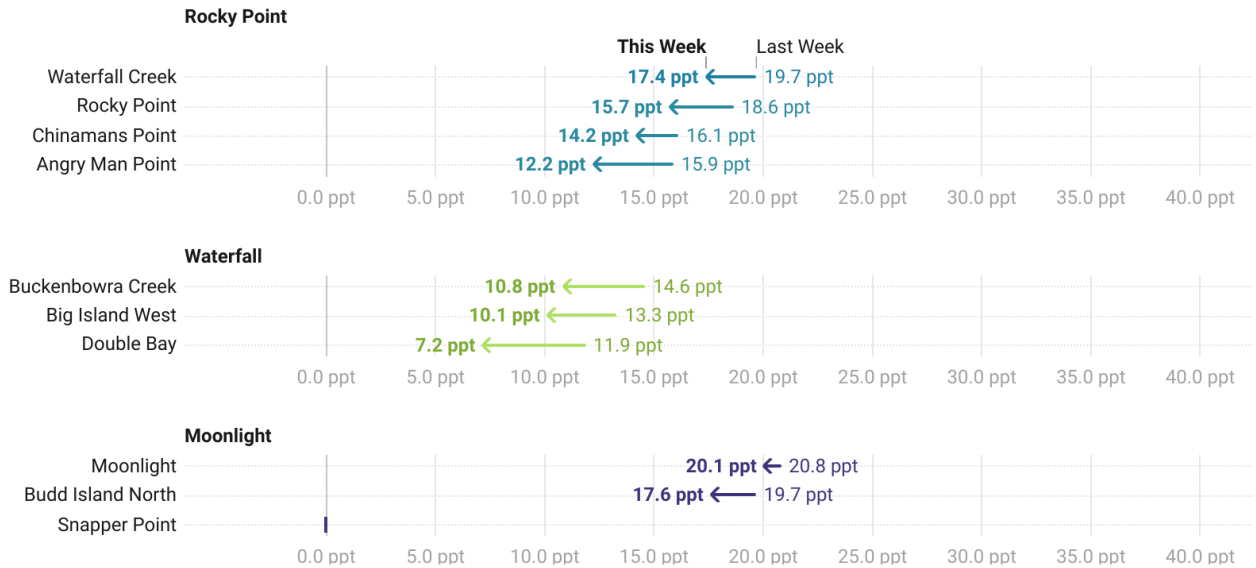 Rocky Point
This Week Last Week
Waterfall Creek 17.4 ppt 19.7 ppt
Rocky Point 15.7 ppt 18.6 ppt
Chinamans Point 14.2 ppt 16.1 ppt
Angry Man Point 12.2 ppt 15.9 ppt
0.0 ppt 5.0 ppt 10.0 ppt 15.0 ppt 20.0 ppt 25.0 ppt 30.0 ppt 35.0 ppt 40.0 ppt
Waterfall
Buckenbowra Creek 10.8 ppt 14.6 ppt
Big Island West 10.1 ppt 13.3 ppt
Double Bay 7.2 ppt 11.9 ppt
0.0 ppt 5.0 ppt 10.0 ppt 15.0 ppt 20.0 ppt 25.0 ppt 30.0 ppt 35.0 ppt 40.0 ppt
Moonlight
Moonlight 20.1 ppt 20.8 ppt
Budd Island North 17.6 ppt 19.7 ppt
Snapper Point
0.0 ppt 5.0 ppt 10.0 ppt 15.0 ppt 20.0 ppt 25.0 ppt 30.0 ppt 35.0 ppt 40.0 ppt